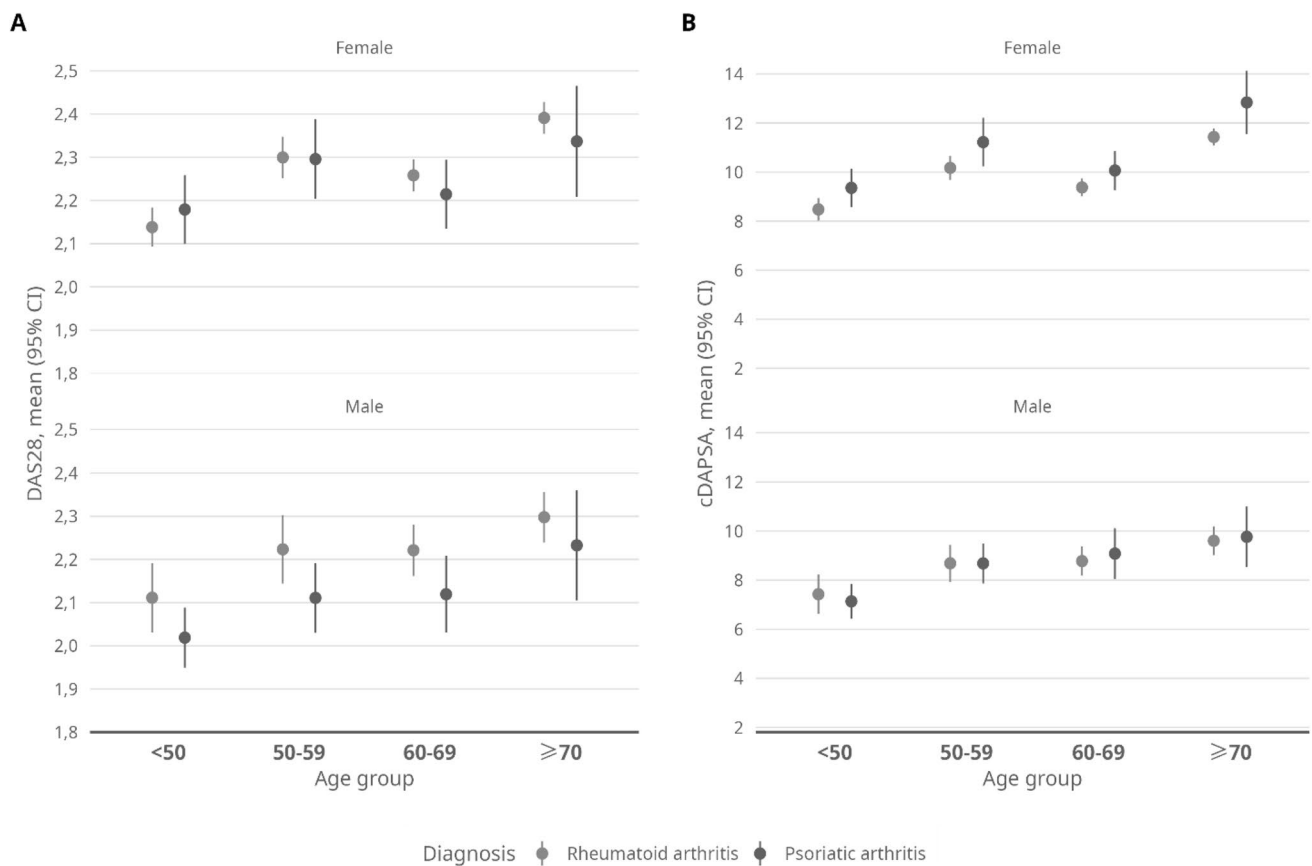 A
Female
2,5
2,4
2,3
2,2
2,1
2,0
1,9
1,8
Male
2,5
2,4
2,3
2,2
2,1
2,0
1,9
1,8
DAS28, mean (95% CI)
<50 50-59 60-69 ⩾70
Age group
B
Female
14
12
10
8
6
4
2
Male
14
12
10
8
6
4
2
cDAPSA, mean (95% CI)
<50 50-59 60-69 ⩾70
Age group
Diagnosis Rheumatoid arthritis Psoriatic arthritis